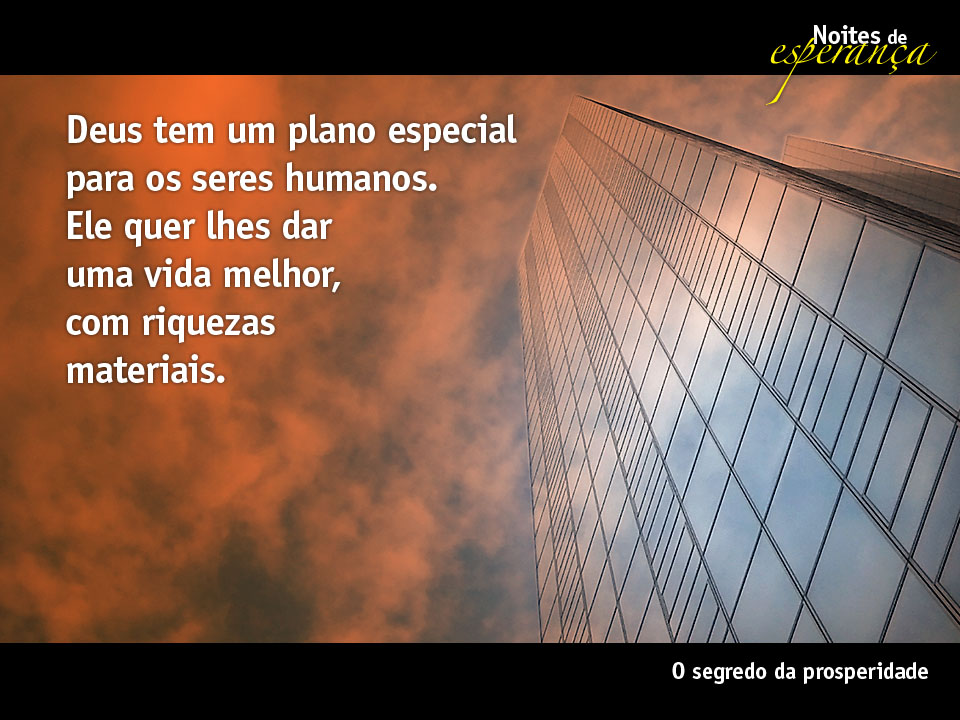 Noites de
esperança
Deus tem um plano especial
para os seres humanos.
Ele quer lhes dar
uma vida melhor,
com riquezas
materiais.
O segredo da prosperidade